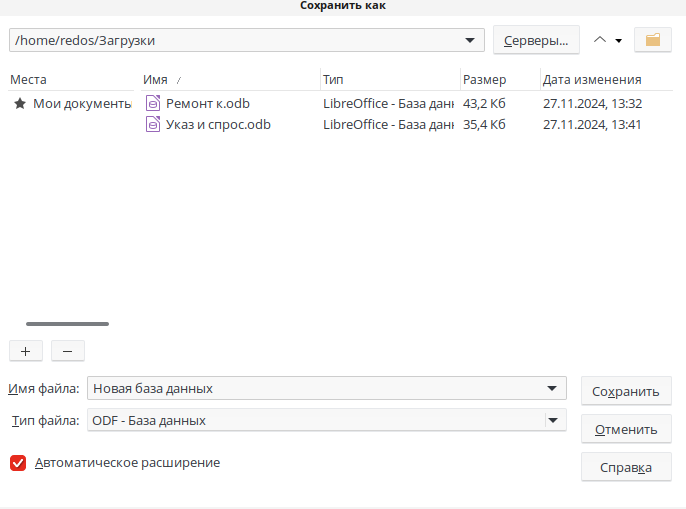 Сохранить как
/home/redos/Загрузки
Серверы...
Места
Имя
Тип
Размер
Дата изменения
Мои документы
Ремонт к.odb
LibreOffice - База данн
43,2 Кб
27.11.2024, 13:32
Указ и спрос.odb
LibreOffice - База данн
35,4 Кб
27.11.2024, 13:41
Имя файла:
Новая база данных
Сохранить
Тип файла:
ODF - База данных
Отменить
Автоматическое расширение
Справка